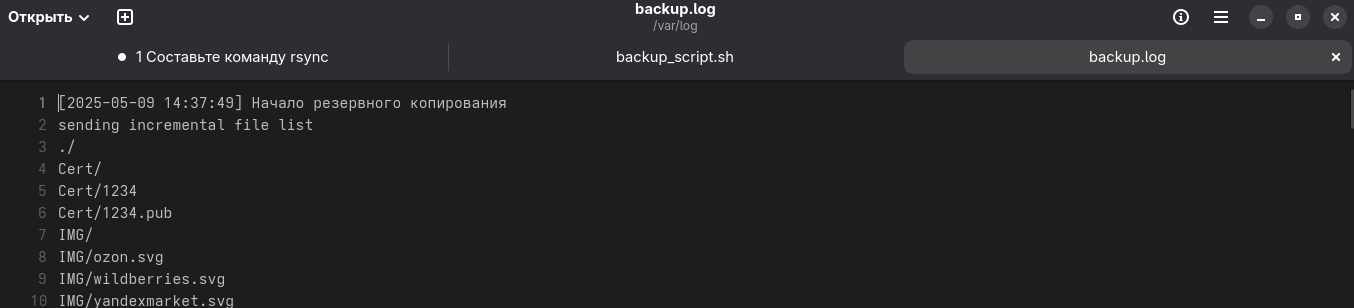 Открыть
backup.log
/var/log
1 Составьте команду rsync
backup_script.sh
backup.log
1 [2025-05-09 14:37:49] Начало резервного копирования
2 sending incremental file list
3 ./
4 Cert/
5 Cert/1234
6 Cert/1234.pub
7 IMG/
8 IMG/ozon.svg
9 IMG/wildberries.svg
10 IMG/yandexmarket.svg